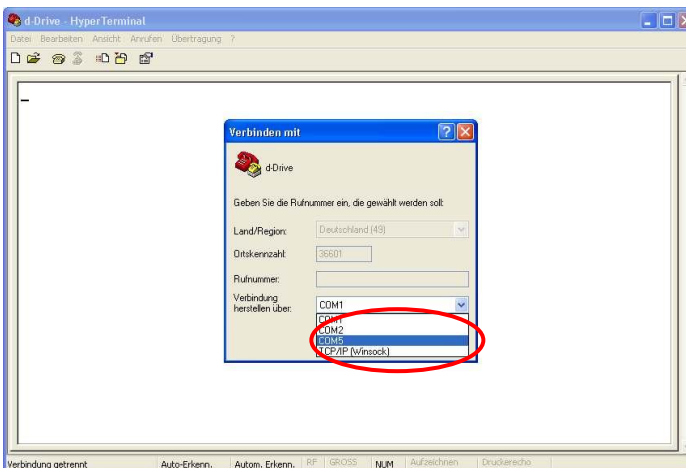 d-Drive - HyperTerminal
Datei Bearbeiten Ansicht Anrufen Übertragung ?
Verbinden mit
d-Drive
Geben Sie die Rufnummer ein, die gewählt werden soll:
Land/Region: Deutschland (49)
Ortskennzahl: 36601
Rufnummer:
Verbindung
herstellen über: COM1
COM1
COM2
COM5
TCP/IP (Winsock)
Verbindung getrennt Auto-Erkenn. Autom. Erkenn. RF GROSS NUM Aufzeichnen Druckerecho